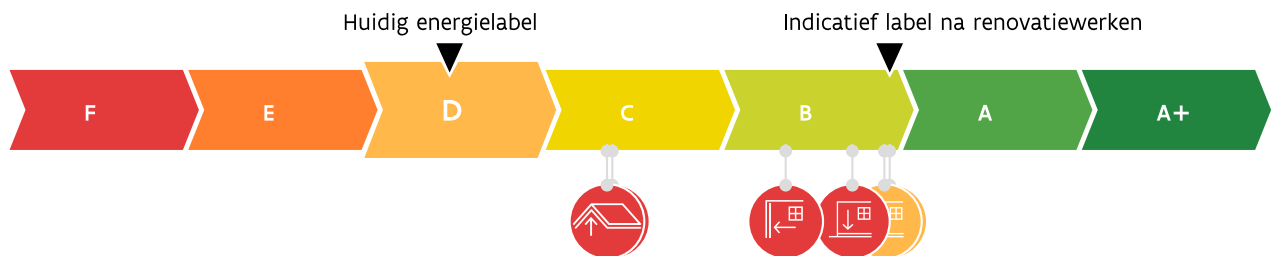 Huidig energielabel
Indicatief label na renovatiewerken
F
E
D
C
B
A
A+